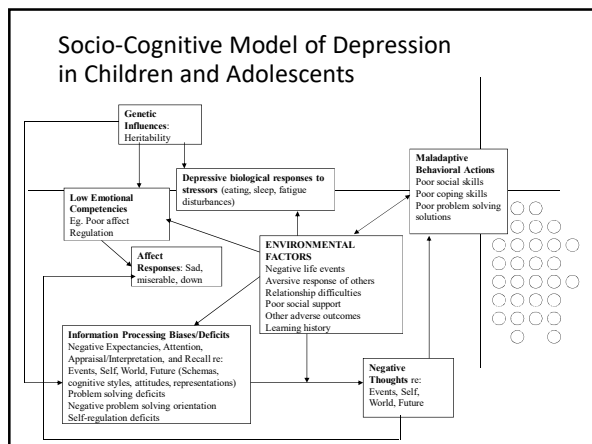 Socio-Cognitive Model of Depression
in Children and Adolescents
Genetic
Influences:
Heritability
Depressive biological responses to
stressors (eating, sleep, fatigue
disturbances)
Maladaptive
Behavioral Actions
Poor social skills
Poor coping skills
Poor problem solving
solutions
Low Emotional
Competencies
Eg. Poor affect
Regulation
Affect
Responses: Sad,
miserable, down
ENVIRONMENTAL
FACTORS
Negative life events
Aversive response of others
Relationship difficulties
Poor social support
Other adverse outcomes
Learning history
Information Processing Biases/Deficits
Negative Expectancies, Attention,
Appraisal/Interpretation, and Recall re:
Events, Self, World, Future (Schemas,
cognitive styles, attitudes, representations)
Problem solving deficits
Negative problem solving orientation
Self-regulation deficits
Negative
Thoughts re:
Events, Self,
World, Future